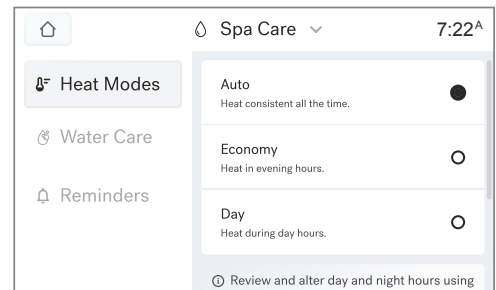 Spa Care
7:22ᴬ
Heat Modes
Water Care
Reminders
Auto
Heat consistent all the time.
Economy
Heat in evening hours.
Day
Heat during day hours.
Review and alter day and night hours using